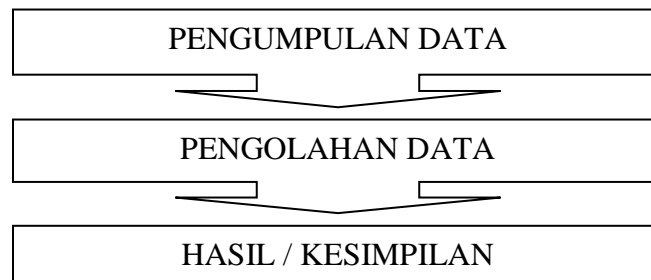 PENGUMPULAN DATA
PENGOLAHAN DATA
HASIL / KESIMPILAN